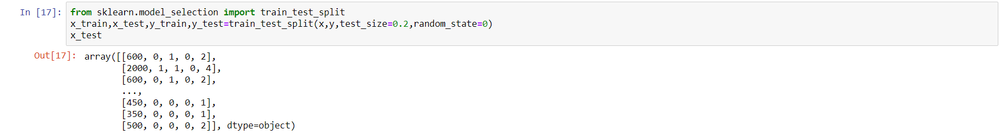 In [17]: from sklearn.model_selection import train_test_split
x_train,x_test,y_train,y_test=train_test_split(x,y,test_size=0.2,random_state=0)
x_test
Out[17]: array([[600, 0, 1, 0, 2],
[2000, 1, 1, 0, 4],
[600, 0, 1, 0, 2],
...,
[450, 0, 0, 0, 1],
[350, 0, 0, 0, 1],
[500, 0, 0, 0, 2]], dtype=object)